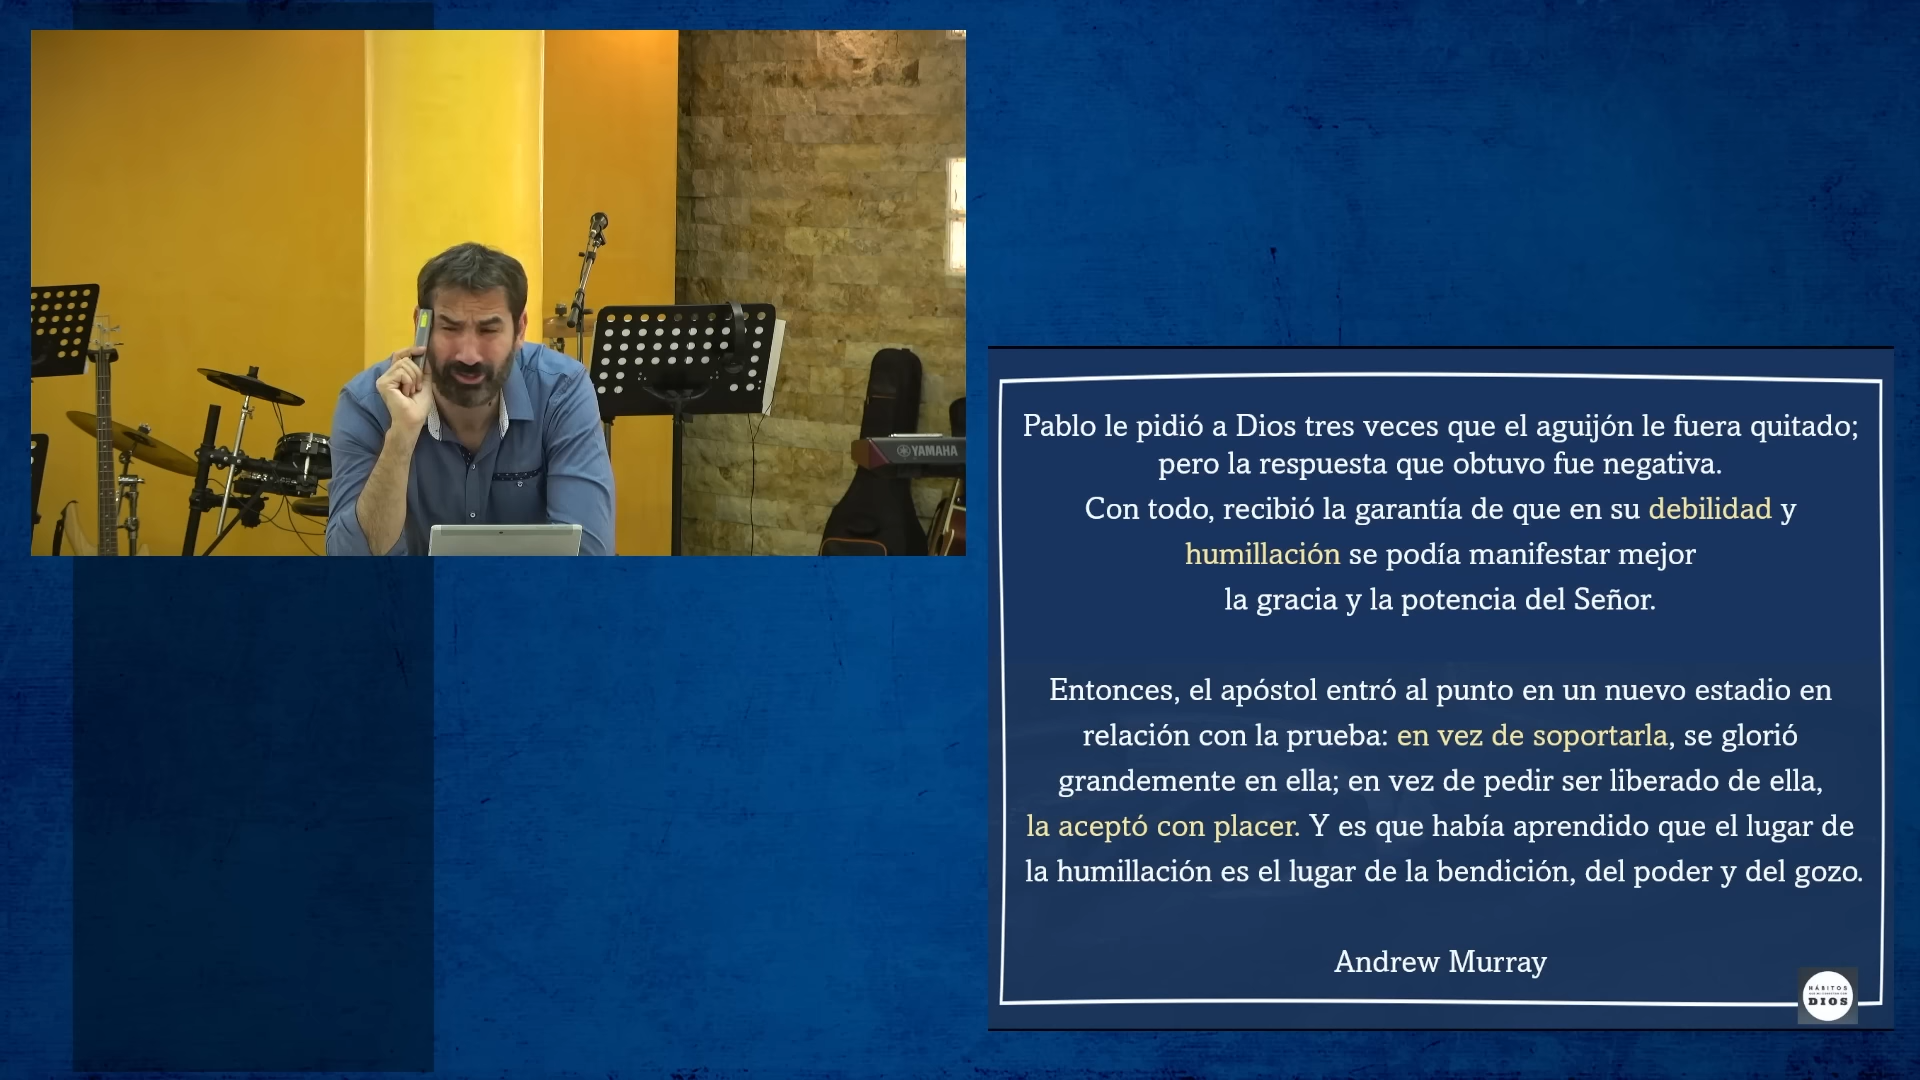 YAMAHA
Pablo le pidió a Dios tres veces que el aguijón le fuera quitado;
pero la respuesta que obtuvo fue negativa.
Con todo, recibió la garantía de que en su debilidad y
humillación se podía manifestar mejor
la gracia y la potencia del Señor.
Entonces, el apóstol entró al punto en un nuevo estadio en
relación con la prueba: en vez de soportarla, se glorió
grandemente en ella; en vez de pedir ser liberado de ella,
la aceptó con placer. Y es que había aprendido que el lugar de
la humillación es el lugar de la bendición, del poder y del gozo.
Andrew Murray
HÁBITOS
DIOS